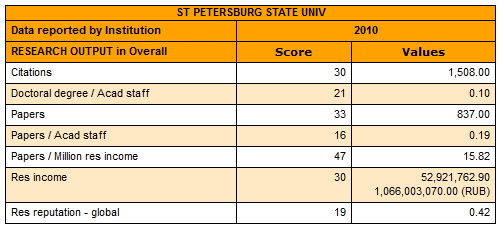 ST PETERSBURG STATE UNIV
Data reported by Institution 2010
RESEARCH OUTPUT in Overall Score Values
Citations 30 1,508.00
Doctoral degree / Acad staff 21 0.10
Papers 33 837.00
Papers / Acad staff 16 0.19
Papers / Million res income 47 15.82
Res income 30 52,921,762.90
1,066,003,070.00 (RUB)
Res reputation - global 19 0.42